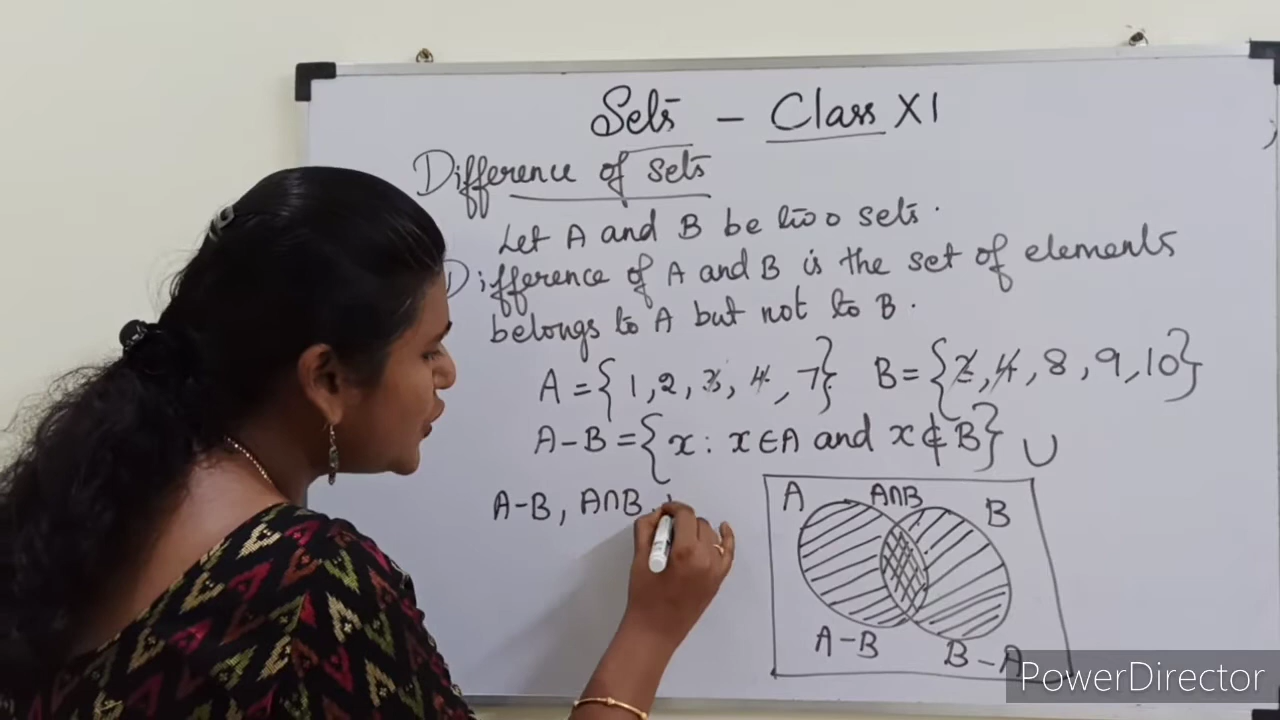 Sets - Class XI
Difference of sets
Let A and B be two sets.
Difference of A and B is the set of elements
belongs to A but not to B.
A = {1, 2, 3, 4, 7} B = {2, 4, 8, 9, 10}
A-B = {x : x ∈ A and x ∉ B}
U
A-B, A∩B,
A A∩B B
A-B B-A
PowerDirector